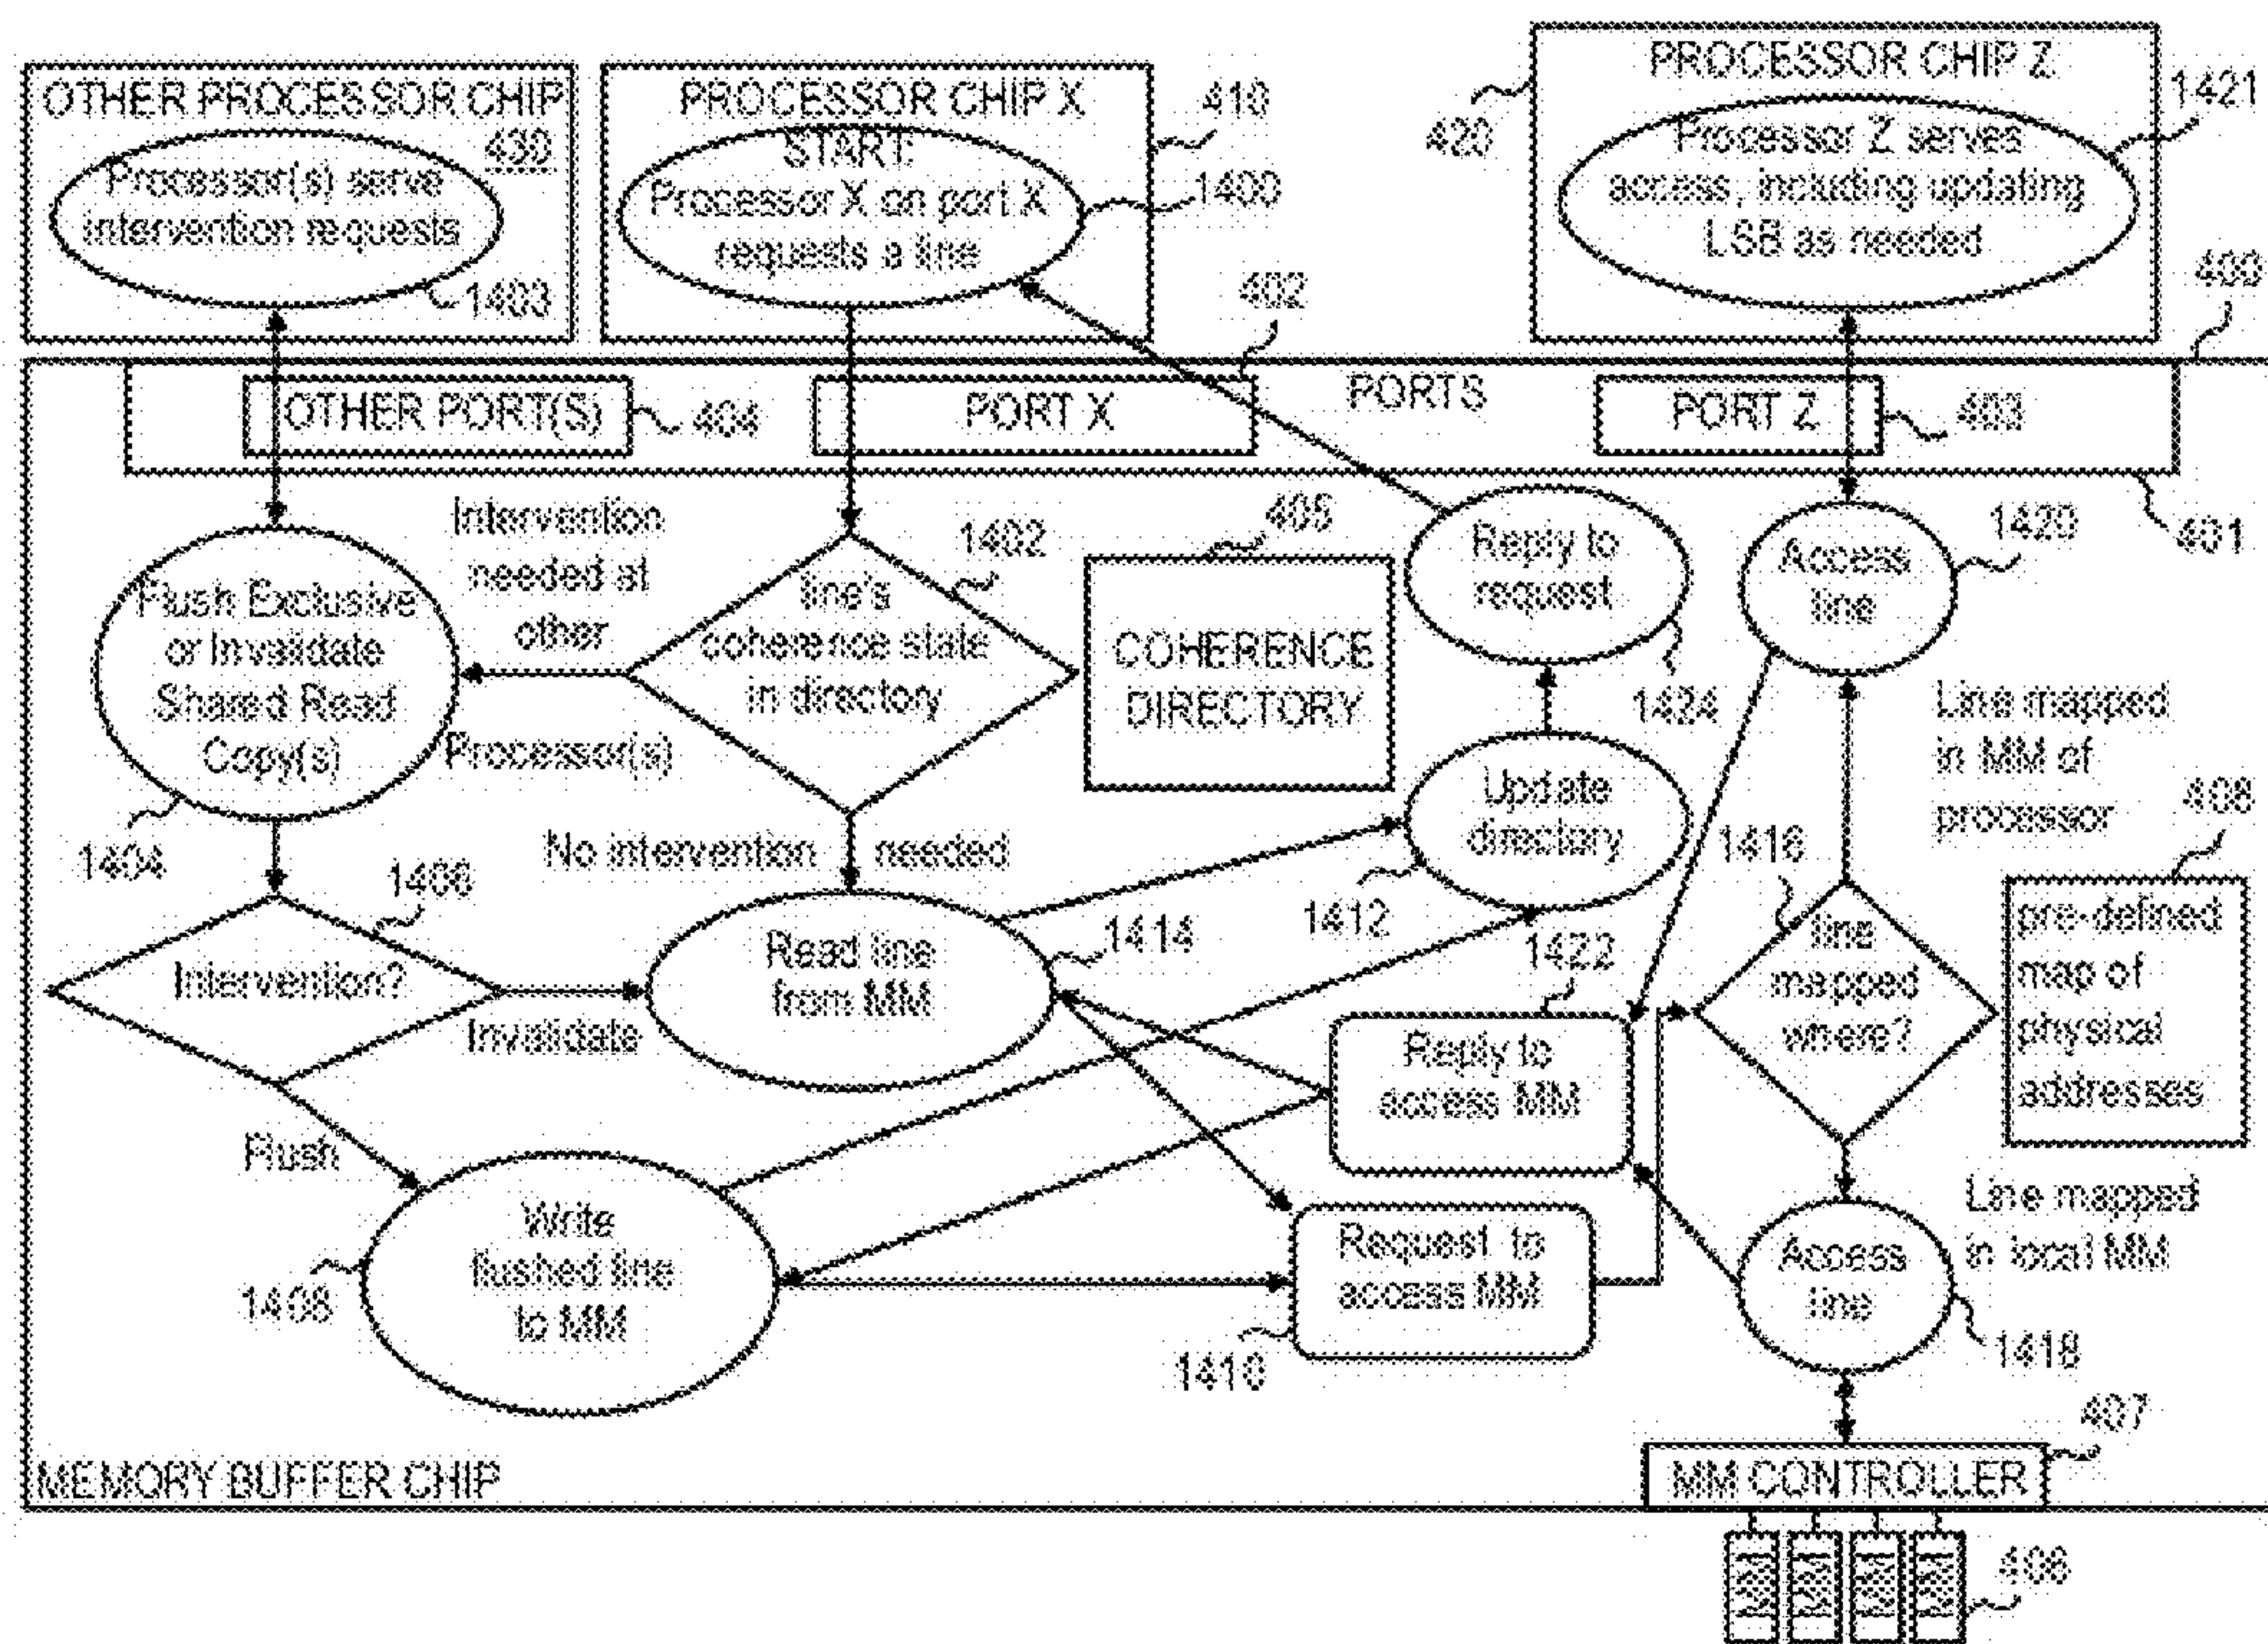 OTHER PROCESSOR CHIP
430
Processor(s) serve
intervention requests
1403
PROCESSOR CHIP X
410
START:
Processor X on port X
requests a line
1400
PROCESSOR CHIP Z
420
Processor Z serves
access, including updating
LSB as needed
1421
400
402
OTHER PORT(S)
404
PORT X
PORTS
PORT Z
403
401
Intervention
needed at
other
Processor(s)
Flush Exclusive
or Invalidate
Shared Read
Copy(s)
1404
line's
coherence state
in directory
1402
405
COHERENCE
DIRECTORY
Reply to
request
1424
Access
line
1420
Line mapped
in MM of
processor
Update
directory
1412
No intervention needed
1406
Intervention?
Invalidate
Flush
Read line
from MM
1414
1416
line
mapped
where?
408
pre-defined
map of
physical
addresses
1422
Reply to
access MM
Write
flushed line
to MM
1408
Request to
access MM
1410
Line mapped
in local MM
Access
line
1418
407
MEMORY BUFFER CHIP
MM CONTROLLER
406